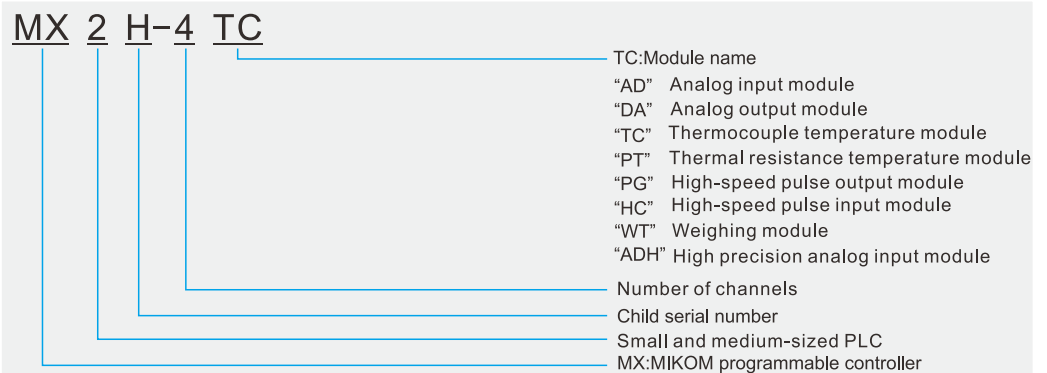 MX 2 H-4 TC
TC:Module name
“AD” Analog input module
“DA” Analog output module
“TC” Thermocouple temperature module
“PT” Thermal resistance temperature module
“PG” High-speed pulse output module
“HC” High-speed pulse input module
“WT” Weighing module
“ADH” High precision analog input module
Number of channels
Child serial number
Small and medium-sized PLC
MX:MIKOM programmable controller